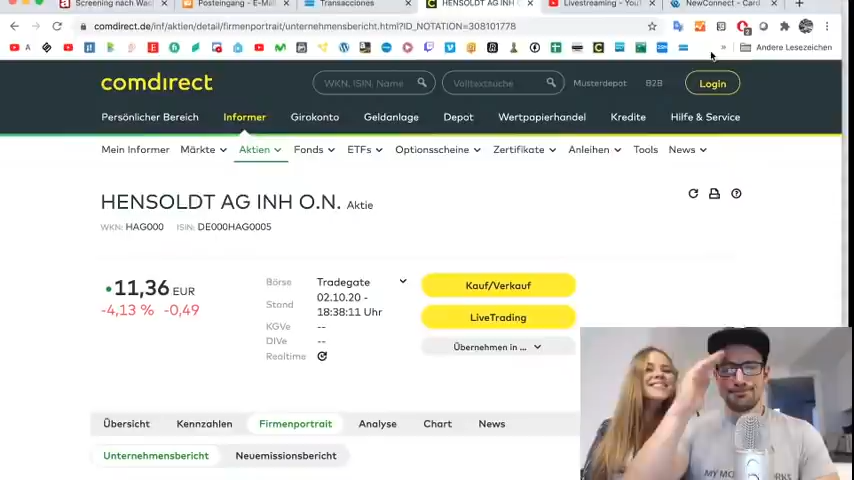 Screening nach Wac
Posteingang - E-Mail
Transacciones
HENSOLDT AG INH O.N
Livestreaming - YouT
NewConnect - Card
comdirect.de/inf/aktien/detail/firmenportrait/unternehmensbericht.html?ID_NOTATION=308101778
» Andere Lesezeichen
comdirect
WKN, ISIN, Name
Volltextsuche
Musterdepot
B2B
Login
Persönlicher Bereich
Informer
Girokonto
Geldanlage
Depot
Wertpapierhandel
Kredite
Hilfe & Service
Mein Informer
Märkte
Aktien
Fonds
ETFs
Optionsscheine
Zertifikate
Anleihen
Tools
News
HENSOLDT AG INH O.N. Aktie
WKN: HAG000 ISIN: DE000HAG0005
11,36 EUR
-4,13 % -0,49
Börse Tradegate
Stand 02.10.20 -
18:38:11 Uhr
KGVe --
DIVe --
Realtime
Kauf/Verkauf
LiveTrading
Übernehmen in ...
Übersicht
Kennzahlen
Firmenportrait
Analyse
Chart
News
Unternehmensbericht
Neuemissionsbericht